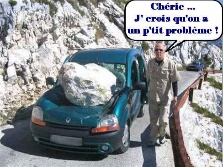 Chérie ...
J' crois qu'on a
un p'tit problème !